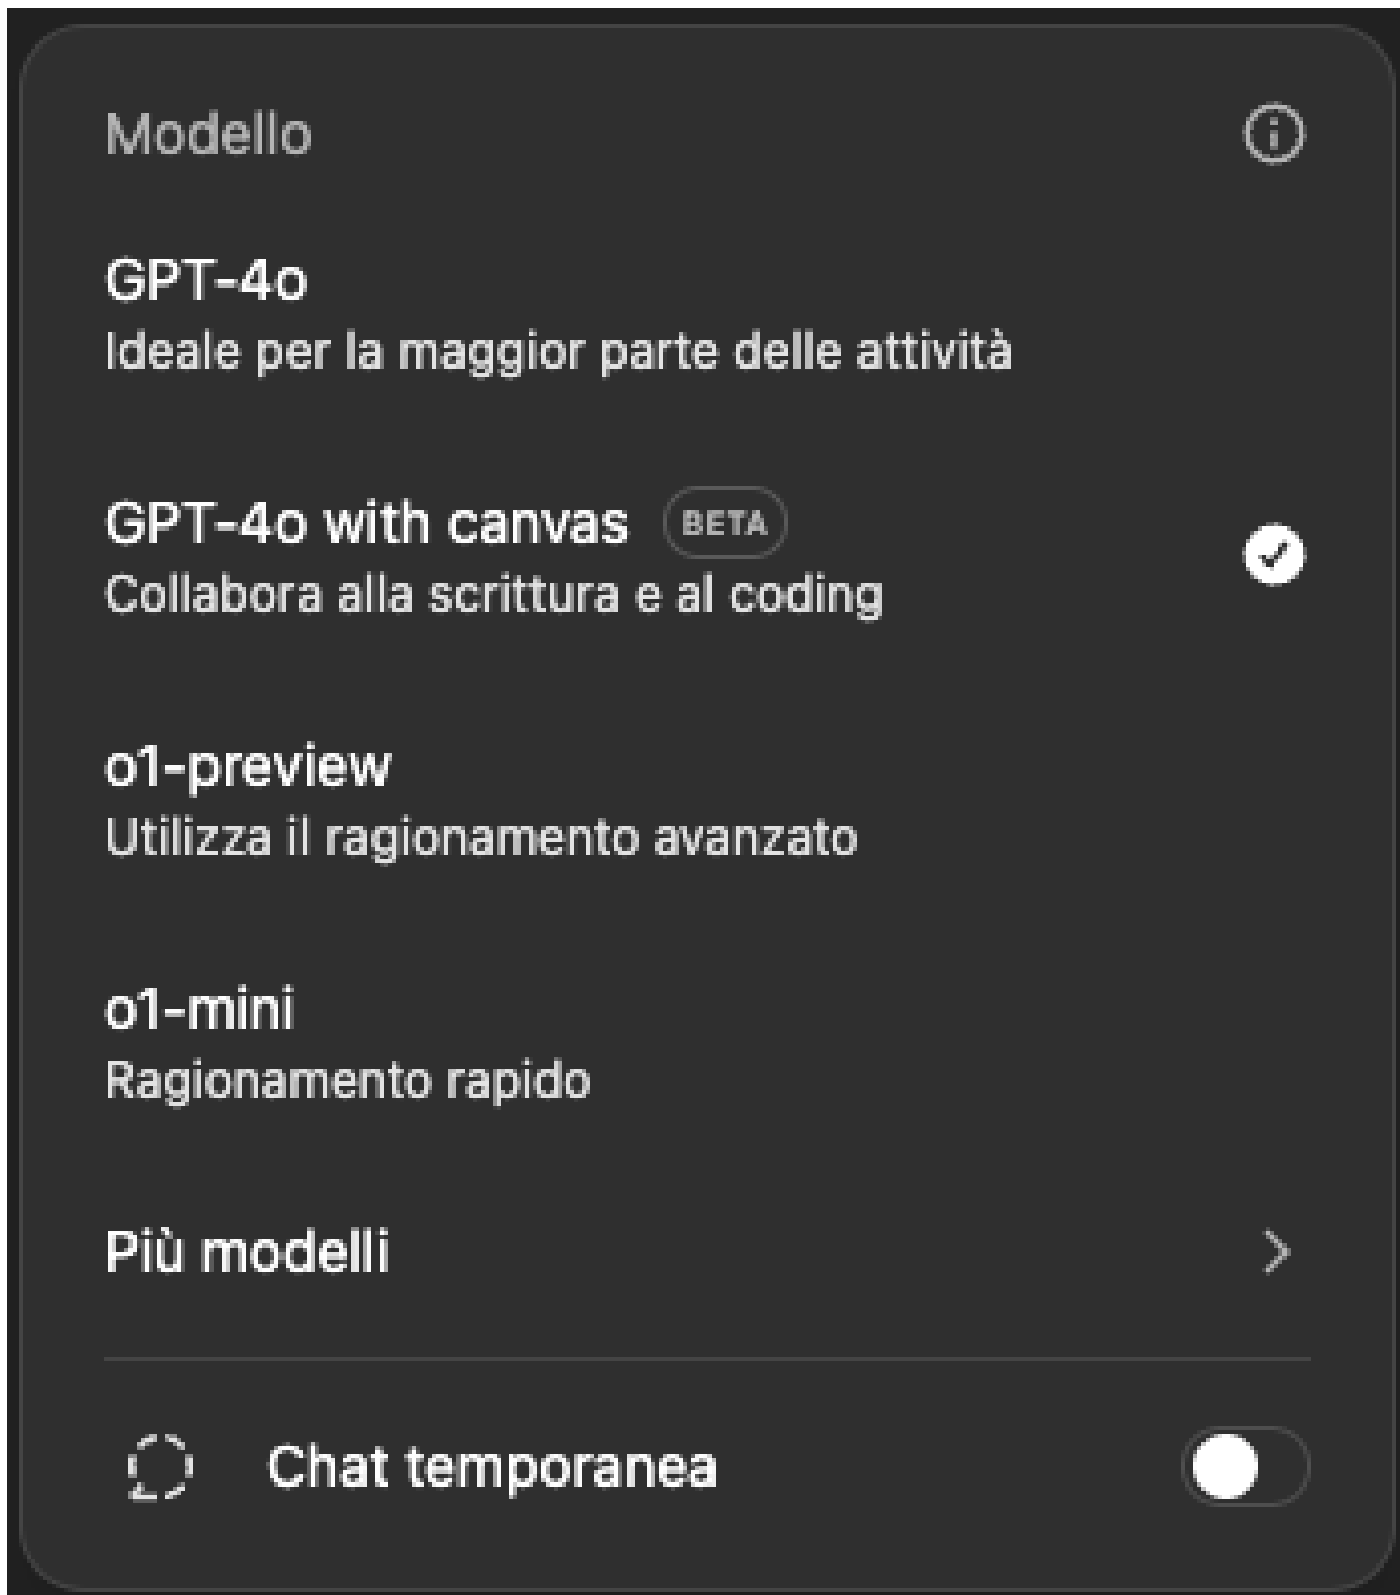 Modello
GPT-4o
Ideale per la maggior parte delle attività
GPT-4o with canvas BETA
Collabora alla scrittura e al coding
o1-preview
Utilizza il ragionamento avanzato
o1-mini
Ragionamento rapido
Più modelli
Chat temporanea